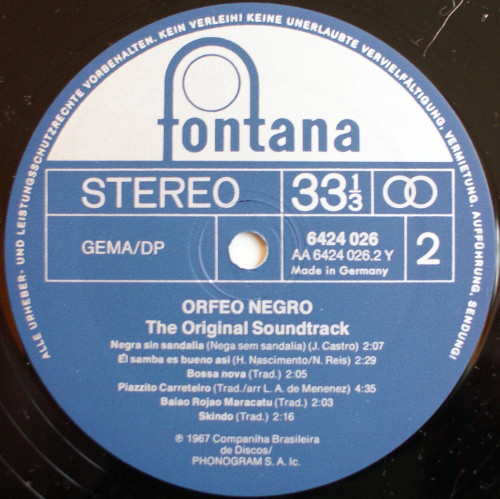 ALLE URHEBER- UND LEISTUNGSSCHUTZRECHTE VORBEHALTEN. KEIN VERLEIH! KEINE UNERLAUBTE VERVIELFÄLTIGUNG, VERMIETUNG, SENDUNG!
fontana
STEREO 33 1/3
GEMA/DP 6424 026 2
AA 6424 026.2 Y
Made in Germany
ORFEO NEGRO
The Original Soundtrack
Negra sin sandalia (Nega sem sandalia) (J. Castro) 2:07
Él samba es bueno asi (H. Nascimento/N. Reis) 2:29
Bossa nova (Trad.) 2:05
Piazzito Carreteiro (Trad./arr L. A. de Menenez) 4:35
Baiao Rojao Maracatu (Trad.) 2:03
Skindo (Trad.) 2:16
℗ 1967 Companiha Brasileira
de Discos/
PHONOGRAM S. A. Ic.